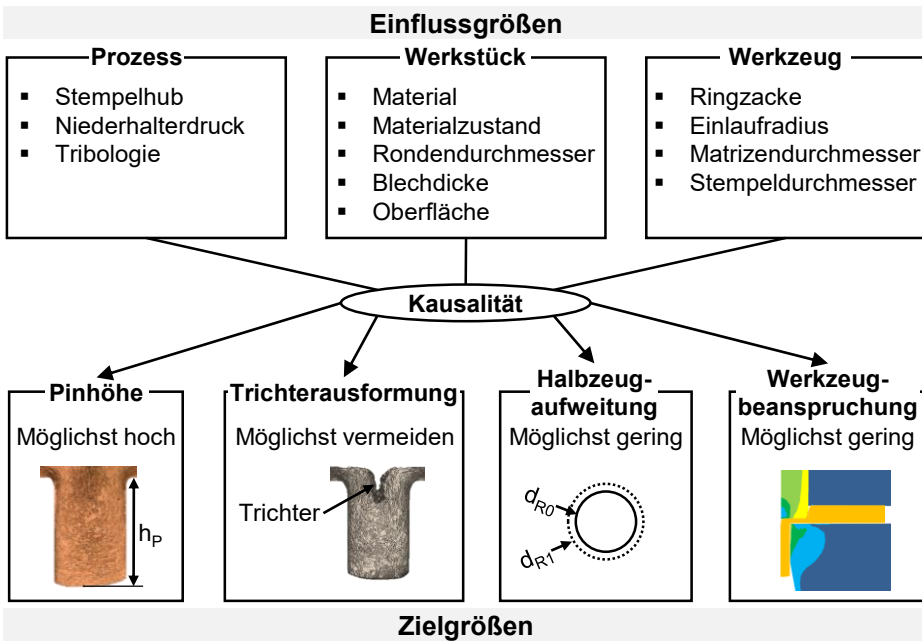 Einflussgrößen
Prozess
▪ Stempelhub
▪ Niederhalterdruck
▪ Tribologie
Werkstück
▪ Material
▪ Materialzustand
▪ Rondendurchmesser
▪ Blechdicke
▪ Oberfläche
Werkzeug
▪ Ringzacke
▪ Einlaufradius
▪ Matrizendurchmesser
▪ Stempeldurchmesser
Kausalität
Pinhöhe
Möglichst hoch
hP
Trichterausformung
Möglichst vermeiden
Trichter
Halbzeug-
aufweitung
Möglichst gering
dR0
dR1
Werkzeug-
beanspruchung
Möglichst gering
Zielgrößen